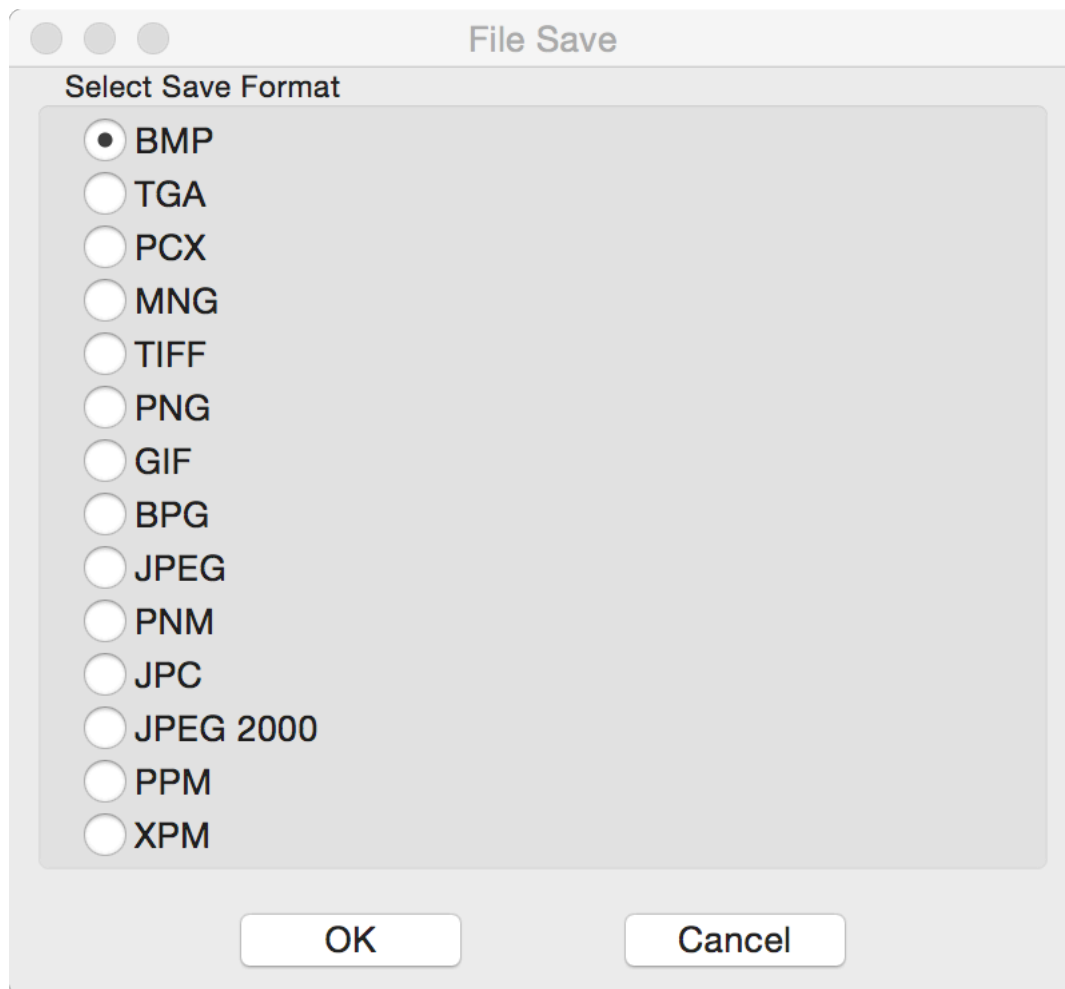 File Save
Select Save Format
BMP
TGA
PCX
MNG
TIFF
PNG
GIF
BPG
JPEG
PNM
JPC
JPEG 2000
PPM
XPM
OK
Cancel